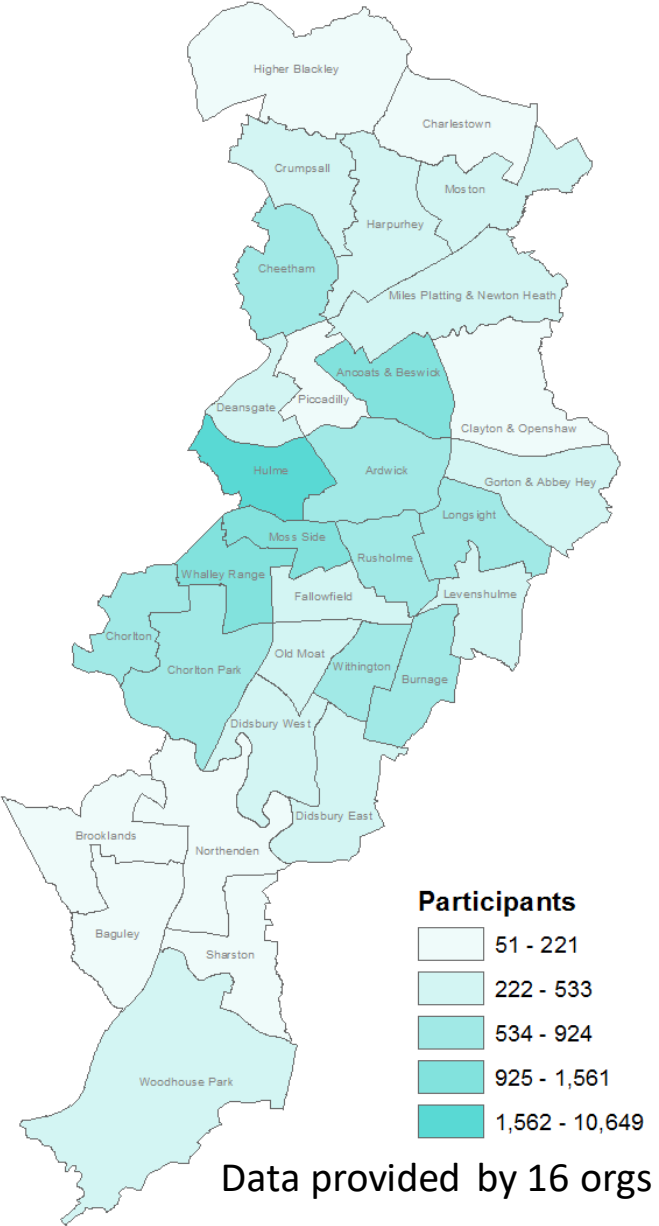 Higher Blackley
Charlestown
Crumpsall
Moston
Harpurhey
Cheetham
Miles Platting & Newton Heath
Ancoats & Beswick
Piccadilly
Deansgate
Clayton & Openshaw
Hulme
Ardwick
Gorton & Abbey Hey
Longsight
Moss Side
Rusholme
Whalley Range
Fallowfield
Levenshulme
Chorlton
Old Moat
Chorlton Park
Withington
Burnage
Didsbury West
Didsbury East
Brooklands
Northenden
Baguley
Sharston
Woodhouse Park
Participants
51 - 221
222 - 533
534 - 924
925 - 1,561
1,562 - 10,649
Data provided by 16 orgs